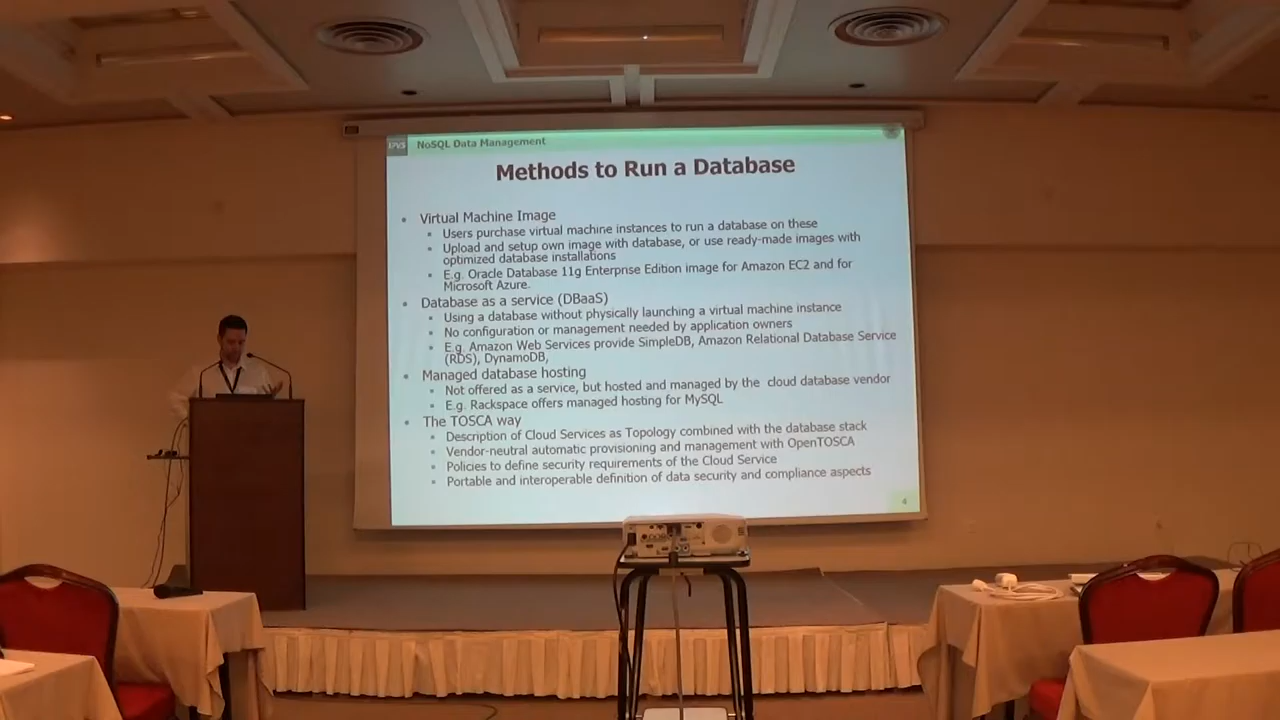 IPVS
NoSQL Data Management
Methods to Run a Database
• Virtual Machine Image
• Users purchase virtual machine instances to run a database on these
• Upload and setup own image with database, or use ready-made images with
optimized database installations
• E.g. Oracle Database 11g Enterprise Edition image for Amazon EC2 and for
Microsoft Azure.
• Database as a service (DBaaS)
• Using a database without physically launching a virtual machine instance
• No configuration or management needed by application owners
• E.g. Amazon Web Services provide SimpleDB, Amazon Relational Database Service
(RDS), DynamoDB,
• Managed database hosting
• Not offered as a service, but hosted and managed by the cloud database vendor
• E.g. Rackspace offers managed hosting for MySQL
• The TOSCA way
• Description of Cloud Services as Topology combined with the database stack
• Vendor-neutral automatic provisioning and management with OpenTOSCA
• Policies to define security requirements of the Cloud Service
• Portable and interoperable definition of data security and compliance aspects
4